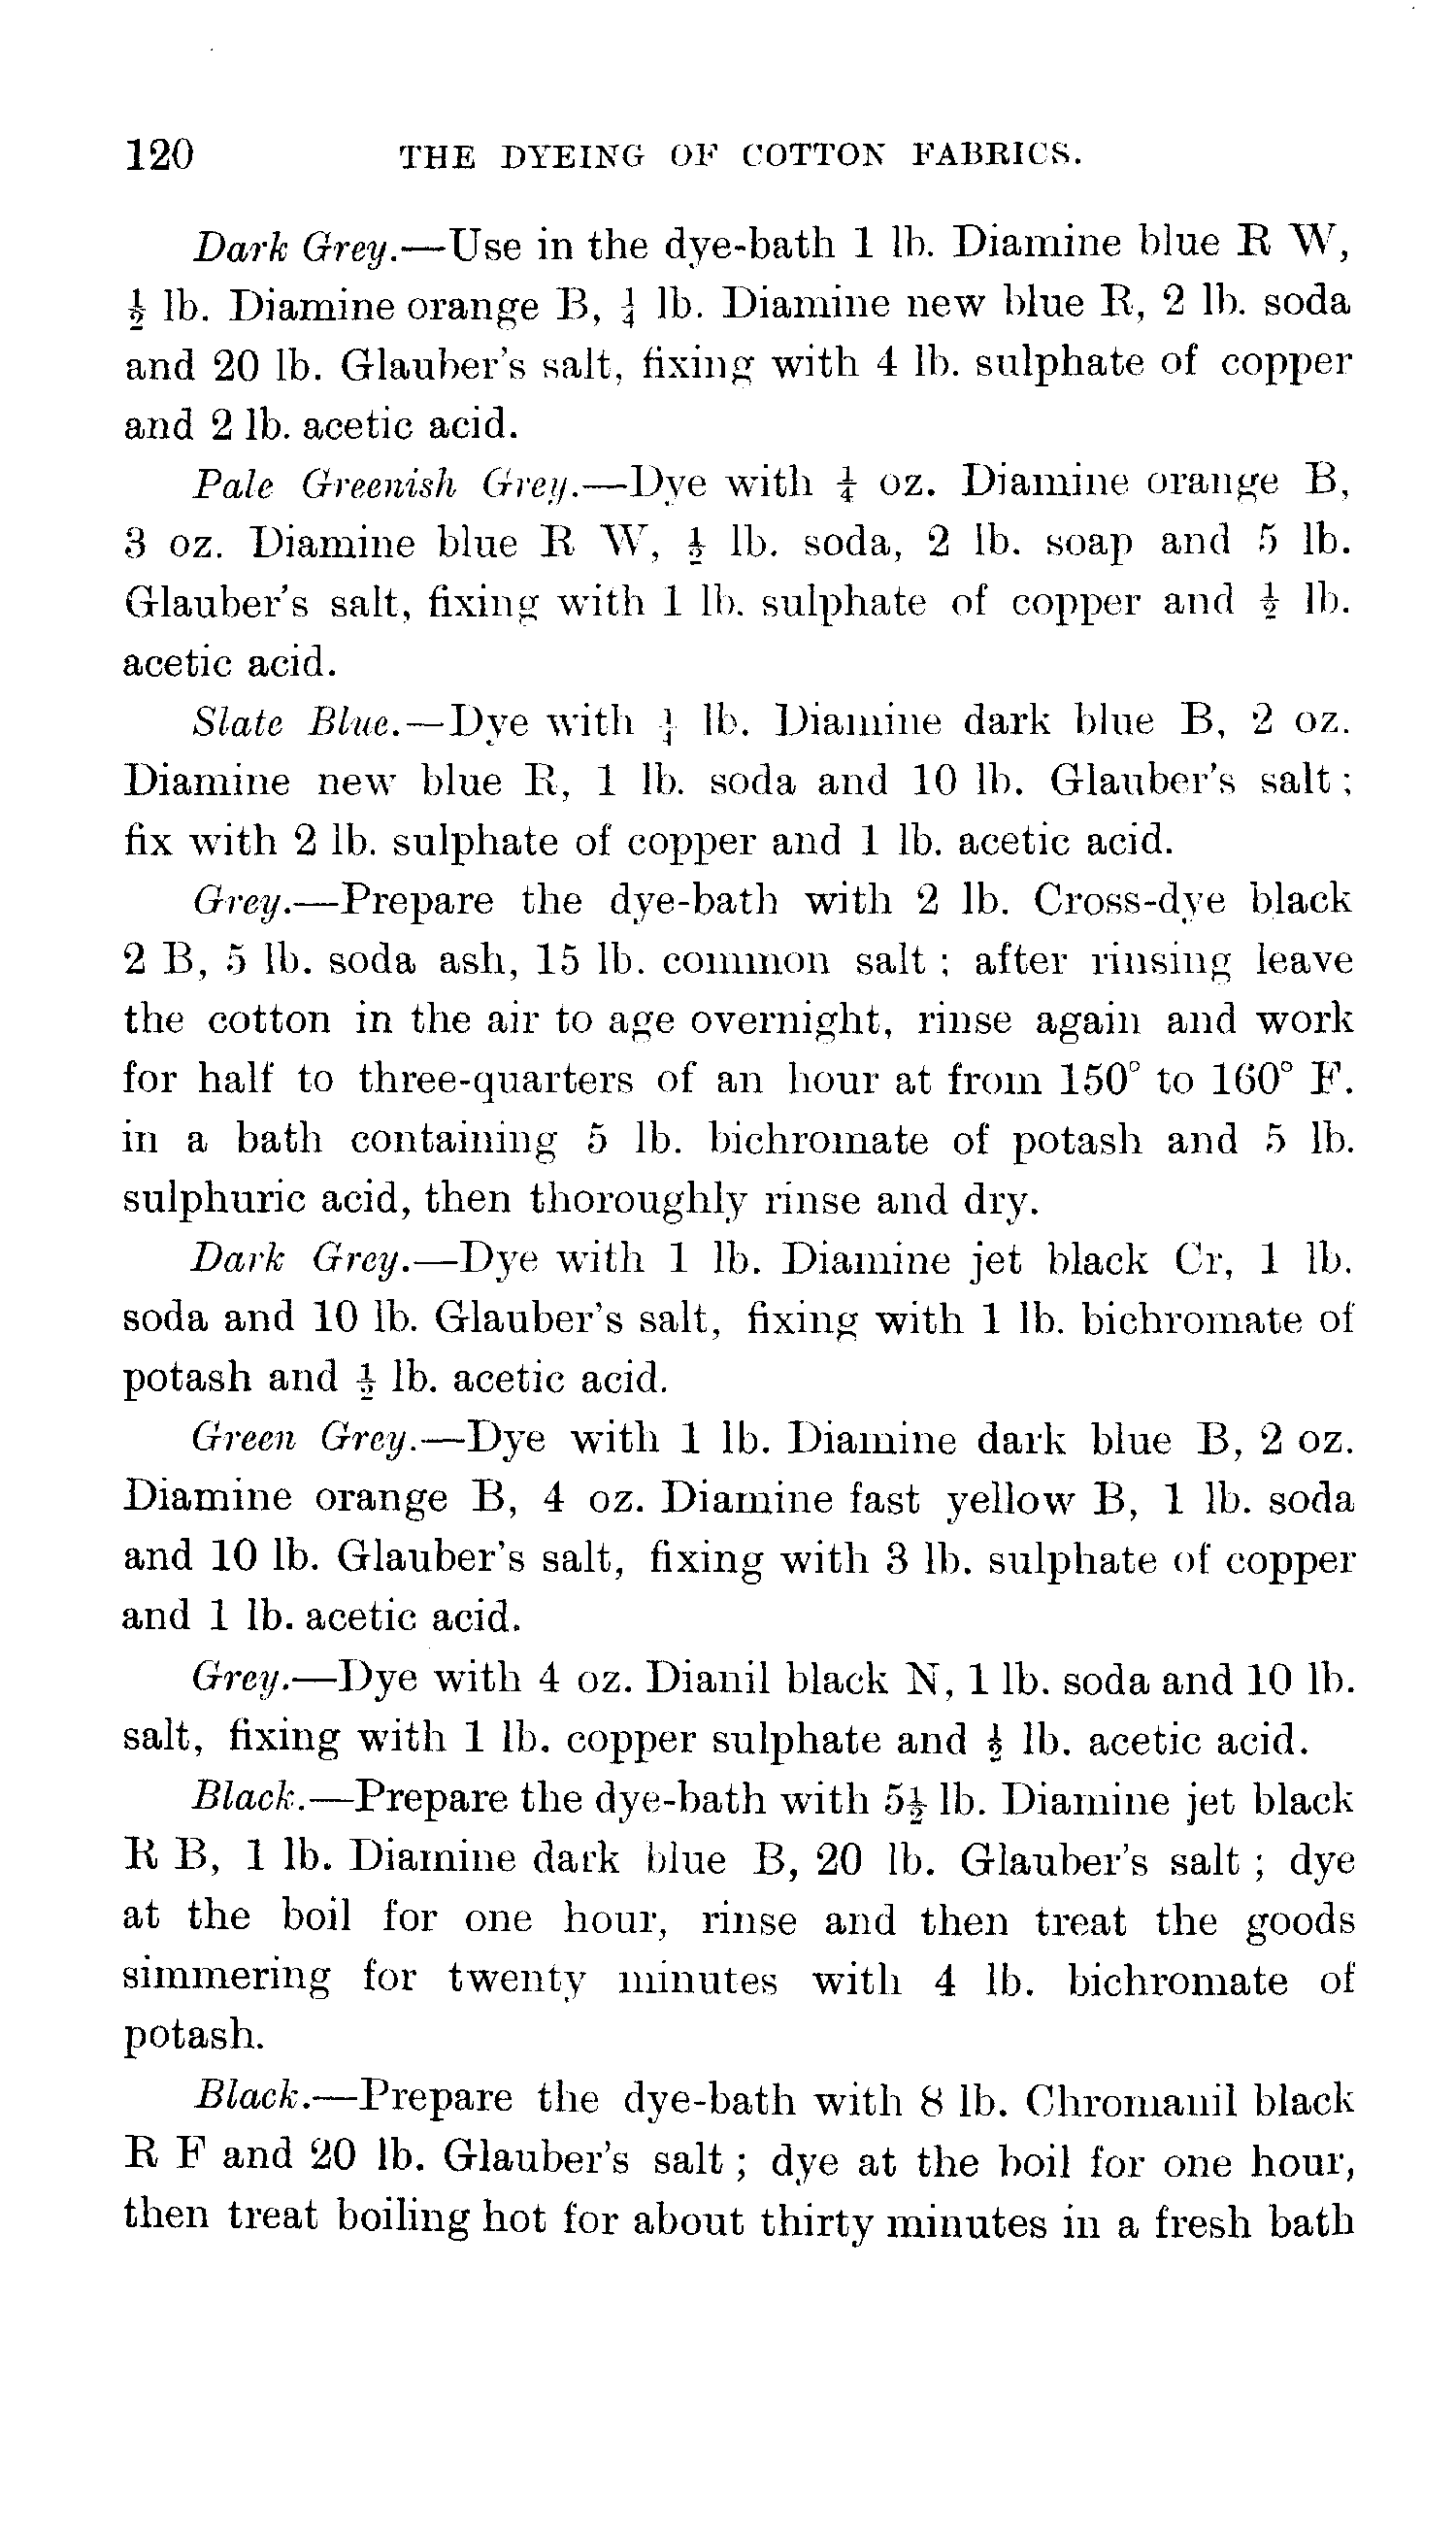 120 THE DYEING OF COTTON FABRICS.
Dark Grey.—Use in the dye-bath 1 lb. Diamine blue R W,
½ lb. Diamine orange B, ¼ lb. Diamine new blue R, 2 lb. soda
and 20 lb. Glauber's salt, fixing with 4 lb. sulphate of copper
and 2 lb. acetic acid.
Pale Greenish Grey.—Dye with ¼ oz. Diamine orange B,
3 oz. Diamine blue R W, ½ lb. soda, 2 lb. soap and 5 lb.
Glauber's salt, fixing with 1 lb. sulphate of copper and ½ lb.
acetic acid.
Slate Blue.—Dye with ¼ lb. Diamine dark blue B, 2 oz.
Diamine new blue R, 1 lb. soda and 10 lb. Glauber's salt;
fix with 2 lb. sulphate of copper and 1 lb. acetic acid.
Grey.—Prepare the dye-bath with 2 lb. Cross-dye black
2 B, 5 lb. soda ash, 15 lb. common salt; after rinsing leave
the cotton in the air to age overnight, rinse again and work
for half to three-quarters of an hour at from 150° to 160° F.
in a bath containing 5 lb. bichromate of potash and 5 lb.
sulphuric acid, then thoroughly rinse and dry.
Dark Grey.—Dye with 1 lb. Diamine jet black Cr, 1 lb.
soda and 10 lb. Glauber's salt, fixing with 1 lb. bichromate of
potash and ½ lb. acetic acid.
Green Grey.—Dye with 1 lb. Diamine dark blue B, 2 oz.
Diamine orange B, 4 oz. Diamine fast yellow B, 1 lb. soda
and 10 lb. Glauber's salt, fixing with 3 lb. sulphate of copper
and 1 lb. acetic acid.
Grey.—Dye with 4 oz. Dianil black N, 1 lb. soda and 10 lb.
salt, fixing with 1 lb. copper sulphate and ½ lb. acetic acid.
Black.—Prepare the dye-bath with 5½ lb. Diamine jet black
R B, 1 lb. Diamine dark blue B, 20 lb. Glauber's salt; dye
at the boil for one hour, rinse and then treat the goods
simmering for twenty minutes with 4 lb. bichromate of
potash.
Black.—Prepare the dye-bath with 8 lb. Chromanil black
R F and 20 lb. Glauber's salt; dye at the boil for one hour,
then treat boiling hot for about thirty minutes in a fresh bath